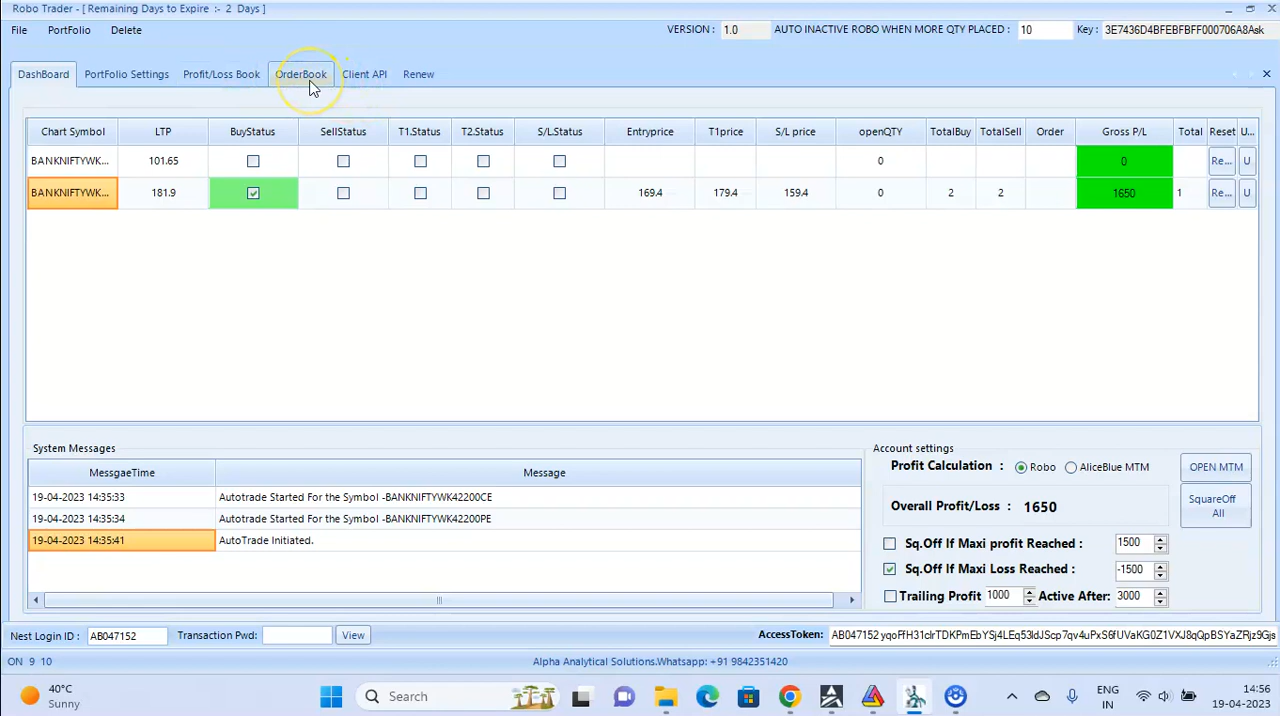 Robo Trader - [ Remaining Days to Expire :- 2 Days ]
File PortFolio Delete VERSION : 1.0 AUTO INACTIVE ROBO WHEN MORE QTY PLACED : 10 Key : 3E7436D4BFEBFBFF000706A8Ask
DashBoard PortFolio Settings Profit/Loss Book OrderBook Client API Renew
Chart Symbol LTP BuyStatus SellStatus T1.Status T2.Status S/L.Status Entryprice T1price S/L price openQTY TotalBuy TotalSell Order Gross P/L Total Reset U...
BANKNIFTYWK... 101.65 0 0 Re... U
BANKNIFTYWK... 181.9 169.4 179.4 159.4 0 2 2 1650 1 Re... U
System Messages
MessgaeTime Message
19-04-2023 14:35:33 Autotrade Started For the Symbol -BANKNIFTYWK42200CE
19-04-2023 14:35:34 Autotrade Started For the Symbol -BANKNIFTYWK42200PE
19-04-2023 14:35:41 AutoTrade Initiated.
Account settings
Profit Calculation : Robo AliceBlue MTM OPEN MTM
Overall Profit/Loss : 1650 SquareOff All
Sq.Off If Maxi profit Reached : 1500
Sq.Off If Maxi Loss Reached : -1500
Trailing Profit 1000 Active After: 3000
Nest Login ID : AB047152 Transaction Pwd: View AccessToken:
ON 9 10 Alpha Analytical Solutions.Whatsapp: +91 9842351420
40°C
Sunny
Search
ENG
IN
14:56
19-04-2023